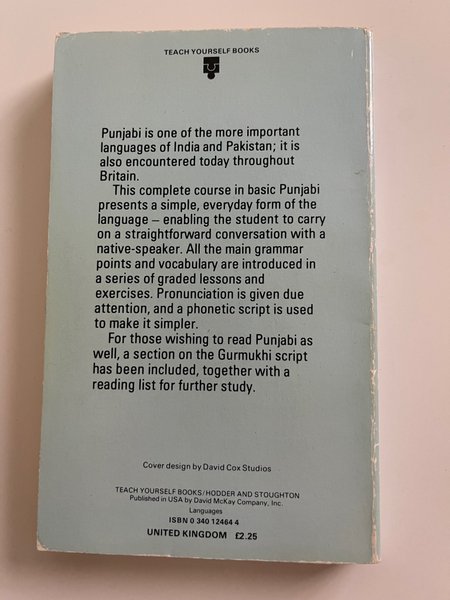 TEACH YOURSELF BOOKS
Punjabi is one of the more important
languages of India and Pakistan; it is
also encountered today throughout
Britain.
This complete course in basic Punjabi
presents a simple, everyday form of the
language – enabling the student to carry
on a straightforward conversation with a
native-speaker. All the main grammar
points and vocabulary are introduced in
a series of graded lessons and
exercises. Pronunciation is given due
attention, and a phonetic script is used
to make it simpler.
For those wishing to read Punjabi as
well, a section on the Gurmukhi script
has been included, together with a
reading list for further study.
Cover design by David Cox Studios
TEACH YOURSELF BOOKS/HODDER AND STOUGHTON
Published in USA by David McKay Company, Inc.
Languages
ISBN 0 340 12464 4
UNITED KINGDOM £2.25